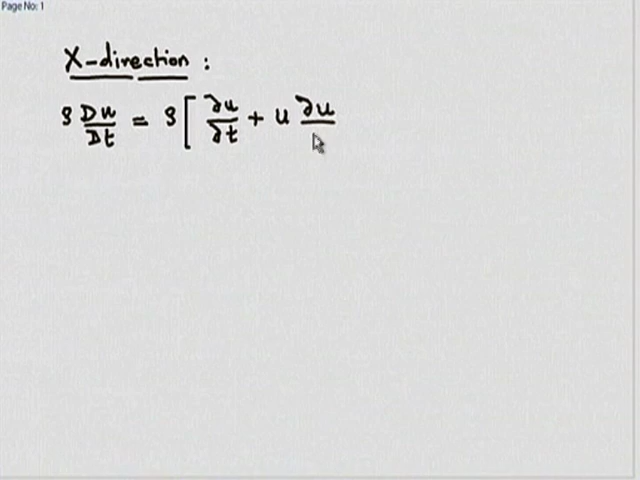 Page No: 1
X-direction :
ρ Du/Dt = ρ [ ∂u/∂t + u ∂u/